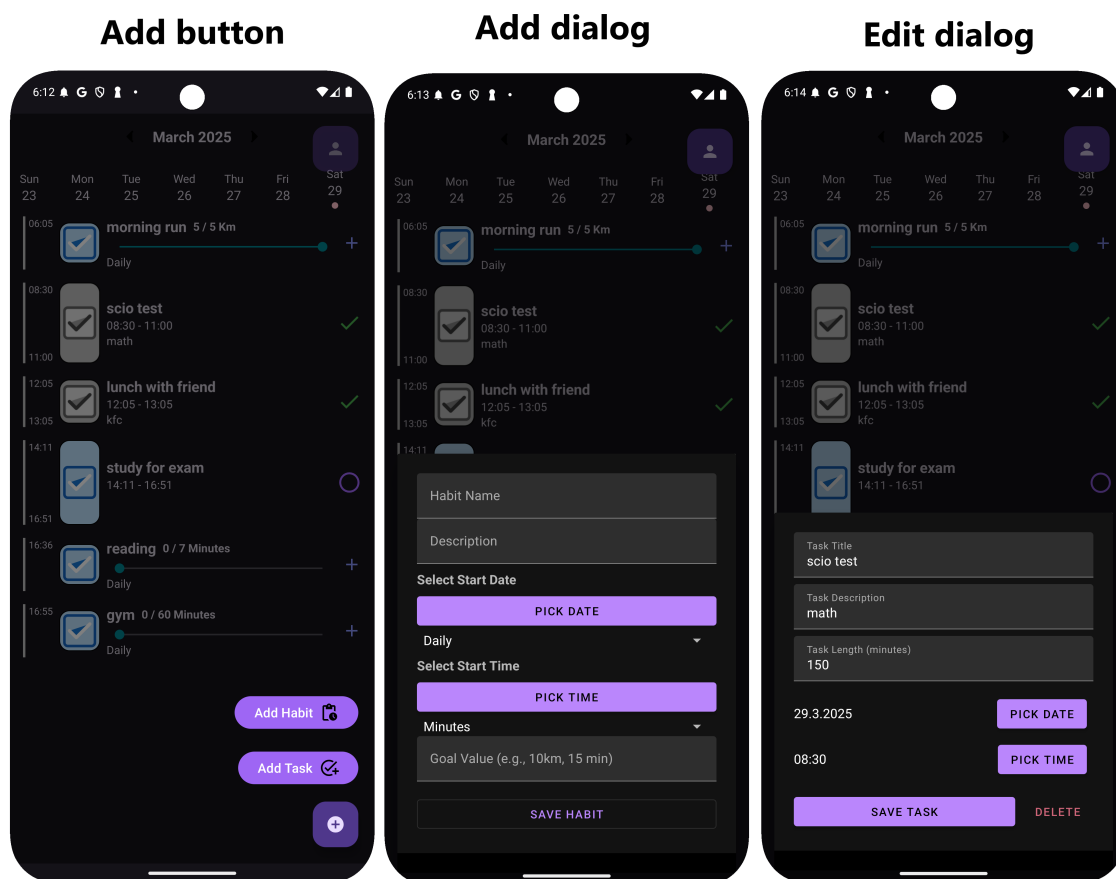 Add button
6:12
March 2025
Sun Mon Tue Wed Thu Fri Sat
23 24 25 26 27 28 29
06:05
morning run 5 / 5 Km
Daily
08:30
scio test
08:30 - 11:00
math
11:00
12:05
lunch with friend
12:05 - 13:05
kfc
13:05
14:11
study for exam
14:11 - 16:51
16:51
16:36
reading 0 / 7 Minutes
Daily
16:55
gym 0 / 60 Minutes
Daily
Add Habit
Add Task
Add dialog
6:13
March 2025
Sun Mon Tue Wed Thu Fri Sat
23 24 25 26 27 28 29
06:05
morning run 5 / 5 Km
Daily
08:30
scio test
08:30 - 11:00
math
11:00
12:05
lunch with friend
12:05 - 13:05
kfc
13:05
14:11
Habit Name
Description
Select Start Date
PICK DATE
Daily
Select Start Time
PICK TIME
Minutes
Goal Value (e.g., 10km, 15 min)
SAVE HABIT
Edit dialog
6:14
March 2025
Sun Mon Tue Wed Thu Fri Sat
23 24 25 26 27 28 29
06:05
morning run 5 / 5 Km
Daily
08:30
scio test
08:30 - 11:00
math
11:00
12:05
lunch with friend
12:05 - 13:05
kfc
13:05
14:11
study for exam
14:11 - 16:51
Task Title
scio test
Task Description
math
Task Length (minutes)
150
29.3.2025
PICK DATE
08:30
PICK TIME
SAVE TASK
DELETE